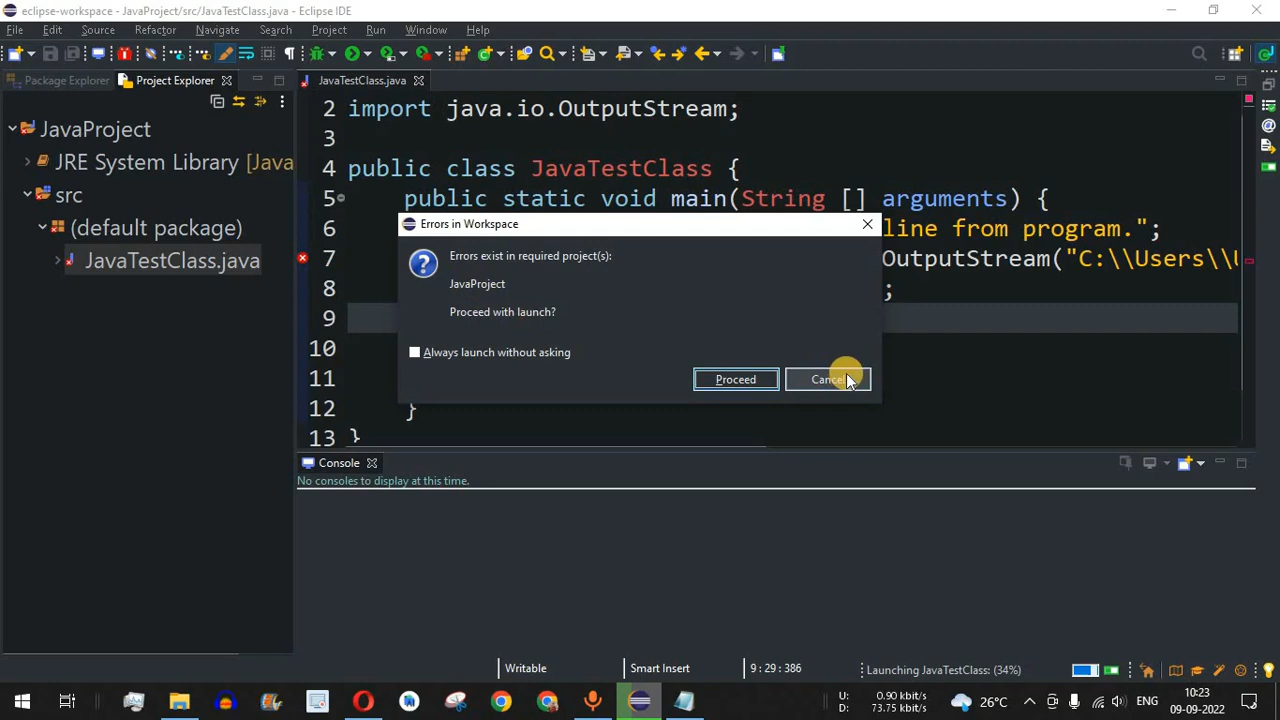 eclipse-workspace - JavaProject/src/JavaTestClass.java - Eclipse IDE
File Edit Source Refactor Navigate Search Project Run Window Help
Package Explorer Project Explorer JavaTestClass.java
JavaProject
JRE System Library [Java
src
(default package)
JavaTestClass.java
2 import java.io.OutputStream;
3
4 public class JavaTestClass {
5 public static void main(String [] arguments) {
6 line from program.";
7 OutputStream("C:\\Users\\U
8 ;
9
10
11
12 }
13 }
Errors in Workspace
Errors exist in required project(s):
JavaProject
Proceed with launch?
Always launch without asking
Proceed Cancel
Console
No consoles to display at this time.
Writable Smart Insert 9 : 29 : 386 Launching JavaTestClass: (34%)
U: 0.90 kbit/s
D: 73.75 kbit/s
26°C ENG
10:23
09-09-2022